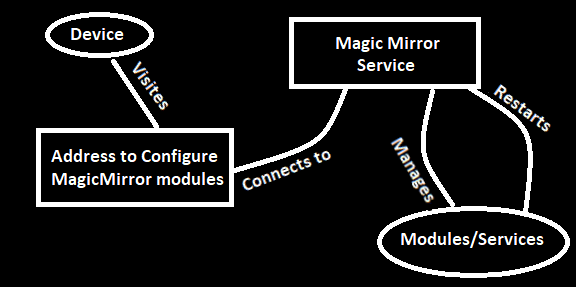 Device
Visites
Address to Configure
MagicMirror modules
Connects to
Magic Mirror
Service
Manages
Restarts
Modules/Services